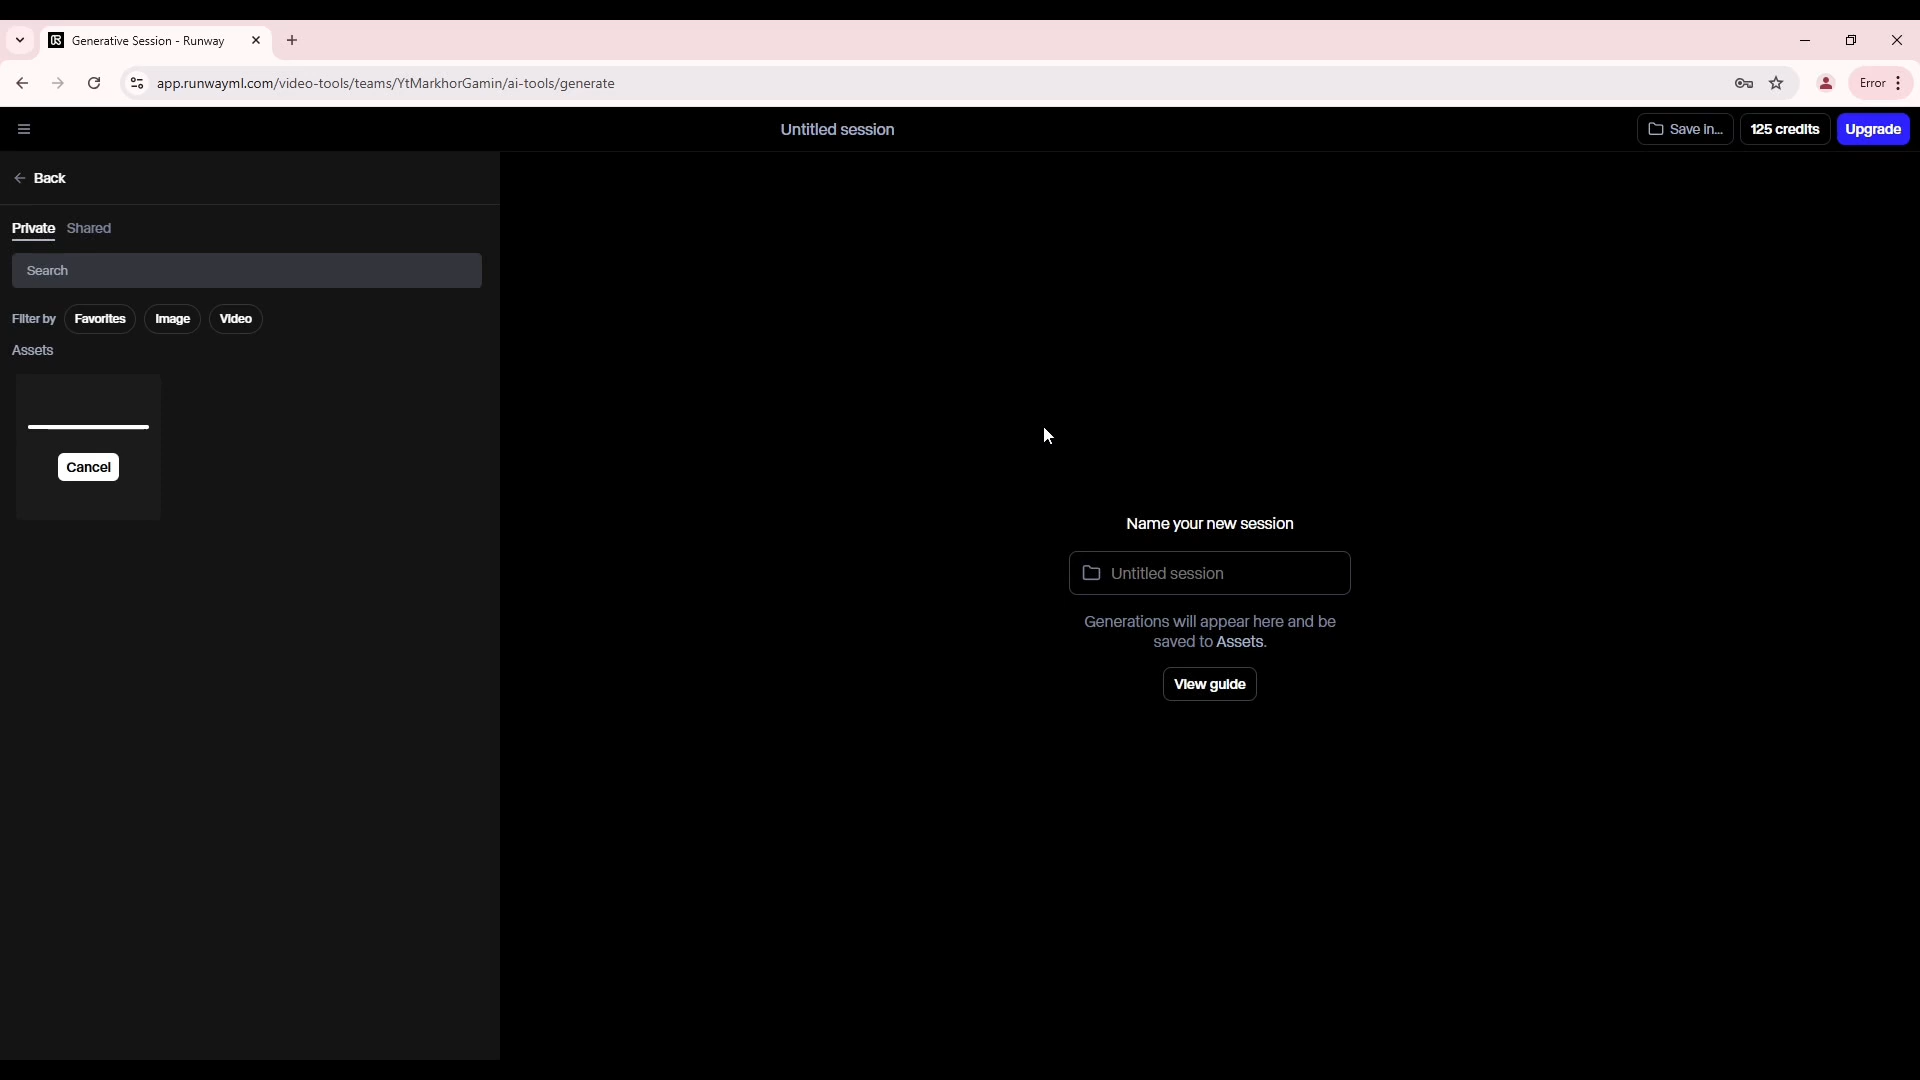 Generative Session - Runway
app.runwayml.com/video-tools/teams/YtMarkhorGamin/ai-tools/generate
Error
Untitled session
Save in...
125 credits
Upgrade
Back
Private
Shared
Search
Filter by
Favorites
Image
Video
Assets
Cancel
Name your new session
Untitled session
Generations will appear here and be
saved to Assets.
View guide